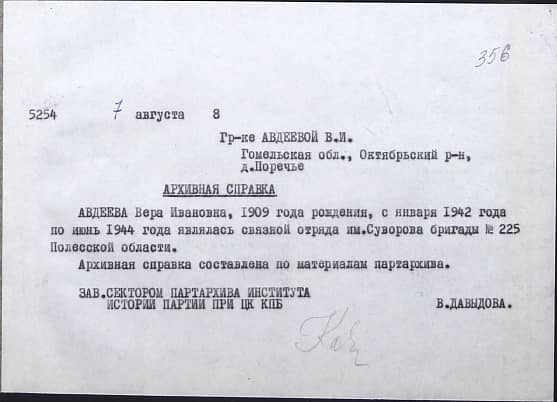 356
5254 7 августа 8
Гр-ке АВДЕЕВОЙ В.И.
Гомельская обл., Октябрьский р-н,
д.Поречье
АРХИВНАЯ СПРАВКА
АВДЕЕВА Вера Ивановна, 1909 года рождения, с января 1942 года
по июнь 1944 года являлась связной отряда им.Суворова бригады № 225
Полесской области.
Архивная справка составлена по материалам партархива.
ЗАВ.СЕКТОРОМ ПАРТАРХИВА ИНСТИТУТА
ИСТОРИИ ПАРТИИ ПРИ ЦК КПБ В.ДАВЫДОВА.